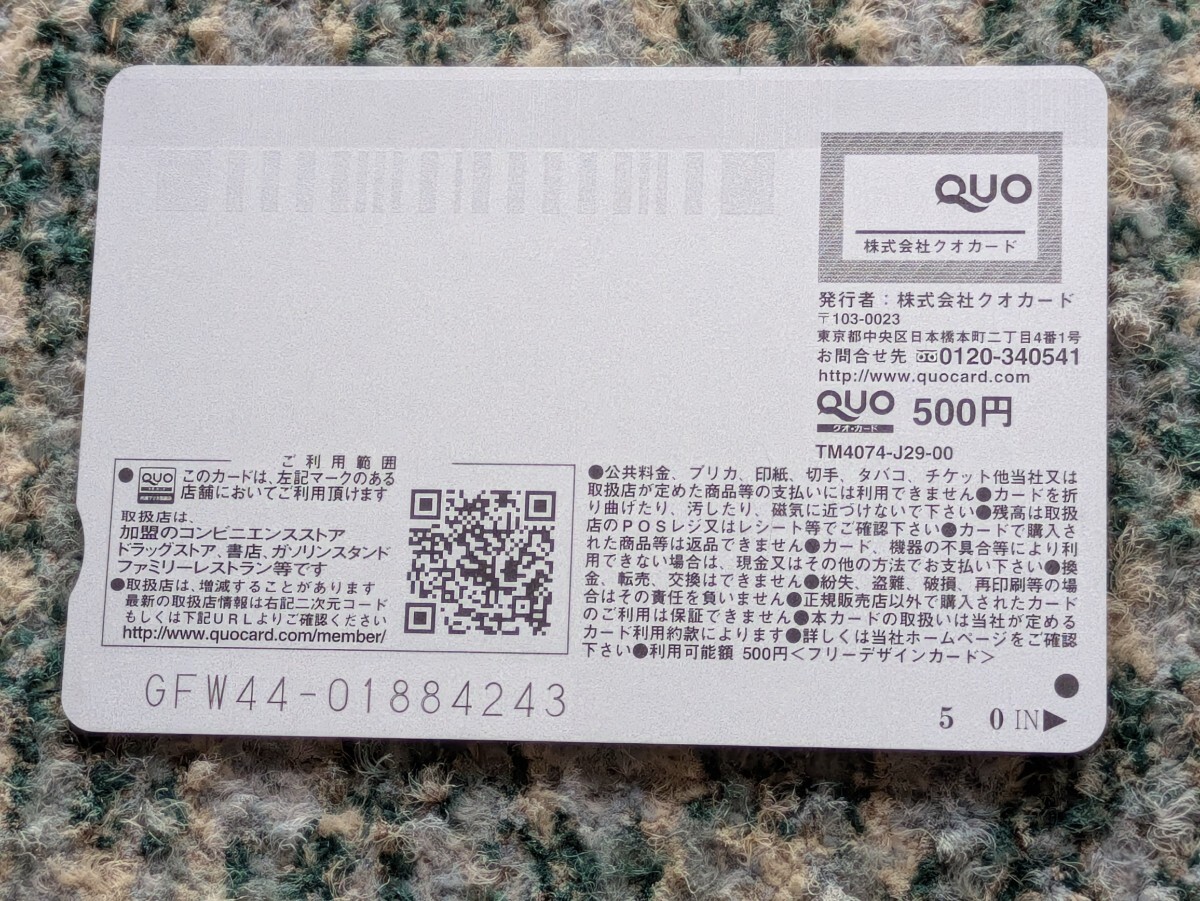 QUO
株式会社クオカード
発行者：株式会社クオカード
〒103-0023
東京都中央区日本橋本町二丁目4番1号
お問合せ先 0120-340541
http://www.quocard.com
QUO 500円
クオ・カード
TM4074-J29-00
ご利用範囲
●QUO このカードは、左記マークのある
店舗においてご利用頂けます
取扱店は、
加盟のコンビニエンスストア
ドラッグストア、書店、ガソリンスタンド
ファミリーレストラン等です
●取扱店は、増減することがあります
最新の取扱店情報は右記二次元コード
もしくは下記URLよりご確認ください
http://www.quocard.com/member/
●公共料金、プリカ、印紙、切手、タバコ、チケット他当社又は
取扱店が定めた商品等の支払いには利用できません●カードを折
り曲げたり、汚したり、磁気に近づけないで下さい●残高は取扱
店のPOSレジ又はレシート等でご確認下さい●カードで購入さ
れた商品等は返品できません●カード、機器の不具合等により利
用できない場合は、現金又はその他の方法でお支払い下さい●換
金、転売、交換はできません●紛失、盗難、破損、再印刷等の場
合はその責任を負いません●正規販売店以外で購入されたカード
のご利用は保証できません●本カードの取扱いは当社が定める
カード利用約款によります●詳しくは当社ホームページをご確認
下さい●利用可能額 500円＜フリーデザインカード＞
GFW44-01884243
5 0 IN▶